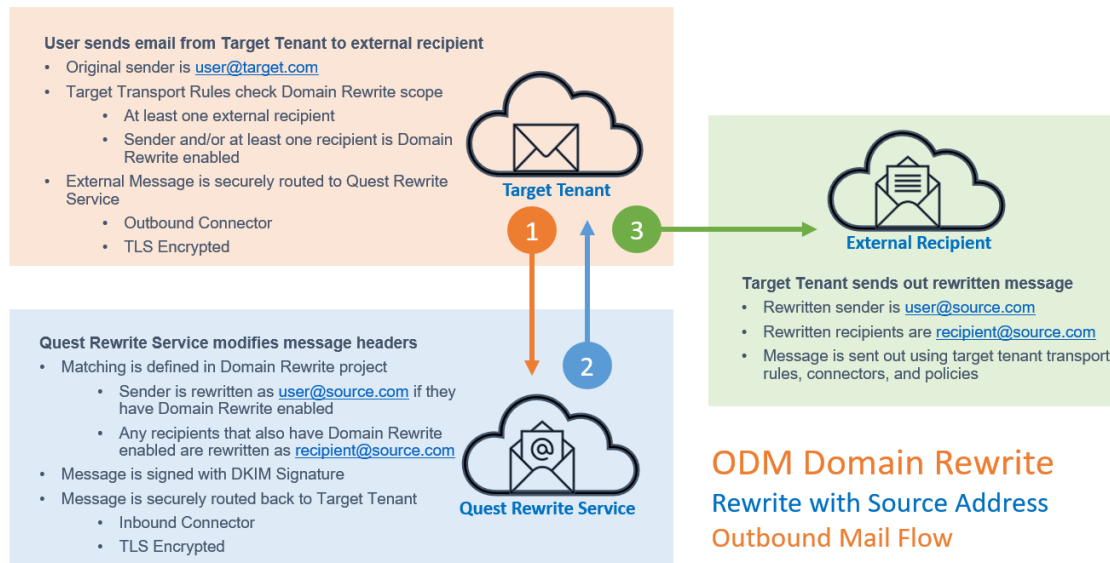 User sends email from Target Tenant to external recipient
• Original sender is user@target.com
• Target Transport Rules check Domain Rewrite scope
• At least one external recipient
• Sender and/or at least one recipient is Domain
Rewrite enabled
• External Message is securely routed to Quest Rewrite
Service
• Outbound Connector
• TLS Encrypted
Target Tenant
1
3
2
External Recipient
Target Tenant sends out rewritten message
• Rewritten sender is user@source.com
• Rewritten recipients are recipient@source.com
• Message is sent out using target tenant transport
rules, connectors, and policies
Quest Rewrite Service modifies message headers
• Matching is defined in Domain Rewrite project
• Sender is rewritten as user@source.com if they
have Domain Rewrite enabled
• Any recipients that also have Domain Rewrite
enabled are rewritten as recipient@source.com
• Message is signed with DKIM Signature
• Message is securely routed back to Target Tenant
• Inbound Connector
• TLS Encrypted
@
Quest Rewrite Service
ODM Domain Rewrite
Rewrite with Source Address
Outbound Mail Flow